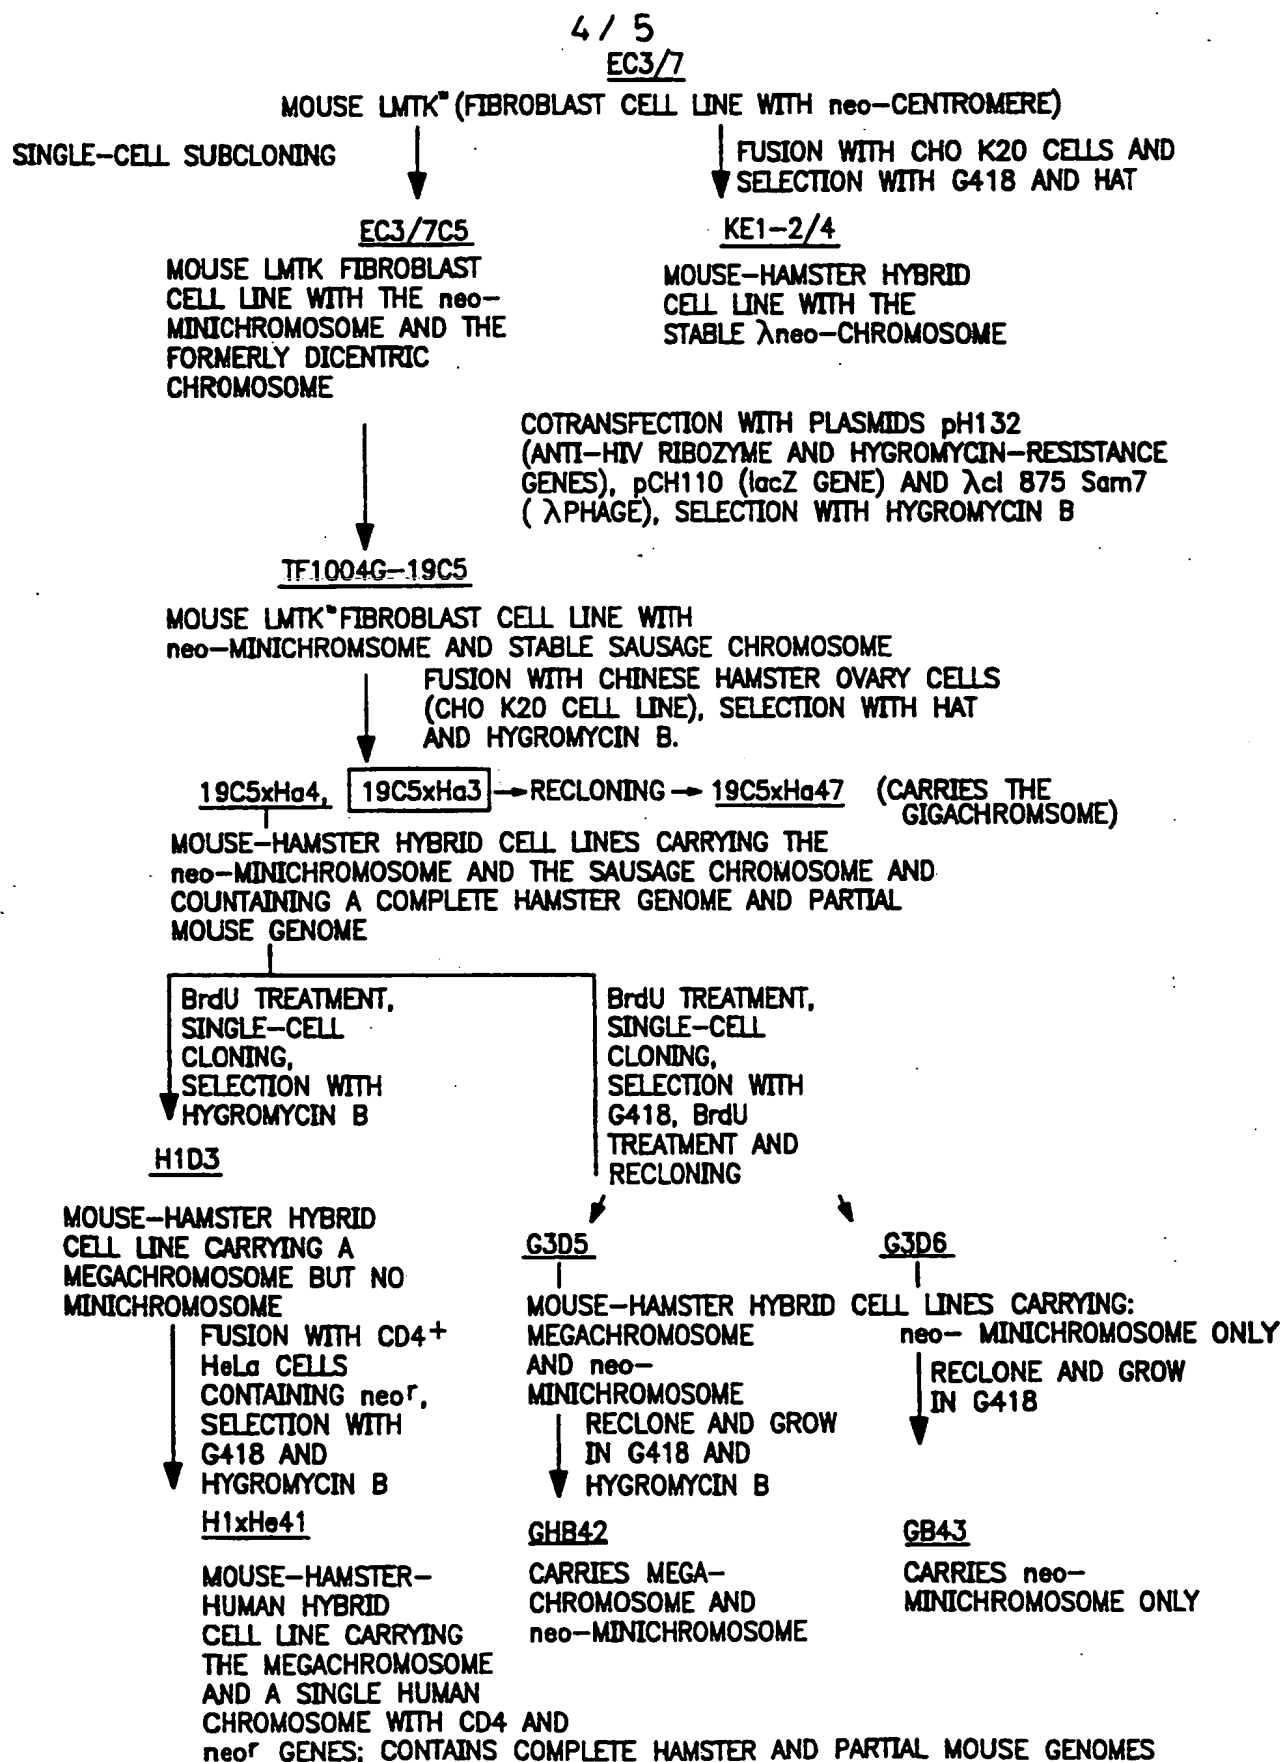 4 / 5
EC3/7
MOUSE LMTK⁻ (FIBROBLAST CELL LINE WITH neo-CENTROMERE)
SINGLE-CELL SUBCLONING
FUSION WITH CHO K20 CELLS AND
SELECTION WITH G418 AND HAT
EC3/7C5
MOUSE LMTK FIBROBLAST
CELL LINE WITH THE neo-
MINICHROMOSOME AND THE
FORMERLY DICENTRIC
CHROMOSOME
KE1-2/4
MOUSE-HAMSTER HYBRID
CELL LINE WITH THE
STABLE λneo-CHROMOSOME
COTRANSFECTION WITH PLASMIDS pH132
(ANTI-HIV RIBOZYME AND HYGROMYCIN-RESISTANCE
GENES), pCH110 (lacZ GENE) AND λcl 875 Sam7
( λPHAGE), SELECTION WITH HYGROMYCIN B
TF1004G-19C5
MOUSE LMTK⁻FIBROBLAST CELL LINE WITH
neo-MINICHROMSOME AND STABLE SAUSAGE CHROMOSOME
FUSION WITH CHINESE HAMSTER OVARY CELLS
(CHO K20 CELL LINE), SELECTION WITH HAT
AND HYGROMYCIN B.
19C5xHa4, 19C5xHa3 → RECLONING → 19C5xHa47 (CARRIES THE
GIGACHROMSOME)
MOUSE-HAMSTER HYBRID CELL LINES CARRYING THE
neo-MINICHROMOSOME AND THE SAUSAGE CHROMOSOME AND
COUNTAINING A COMPLETE HAMSTER GENOME AND PARTIAL
MOUSE GENOME
BrdU TREATMENT,
SINGLE-CELL
CLONING,
SELECTION WITH
HYGROMYCIN B
BrdU TREATMENT,
SINGLE-CELL
CLONING,
SELECTION WITH
G418, BrdU
TREATMENT AND
RECLONING
H1D3
MOUSE-HAMSTER HYBRID
CELL LINE CARRYING A
MEGACHROMOSOME BUT NO
MINICHROMOSOME
G3D5
G3D6
MOUSE-HAMSTER HYBRID CELL LINES CARRYING:
MEGACHROMOSOME
AND neo-
MINICHROMOSOME
neo- MINICHROMOSOME ONLY
FUSION WITH CD4+
HeLa CELLS
CONTAINING neoʳ,
SELECTION WITH
G418 AND
HYGROMYCIN B
RECLONE AND GROW
IN G418 AND
HYGROMYCIN B
RECLONE AND GROW
IN G418
H1xHe41
MOUSE-HAMSTER-
HUMAN HYBRID
CELL LINE CARRYING
THE MEGACHROMOSOME
AND A SINGLE HUMAN
CHROMOSOME WITH CD4 AND
neoʳ GENES; CONTAINS COMPLETE HAMSTER AND PARTIAL MOUSE GENOMES
GHB42
CARRIES MEGA-
CHROMOSOME AND
neo-MINICHROMOSOME
GB43
CARRIES neo-
MINICHROMOSOME ONLY